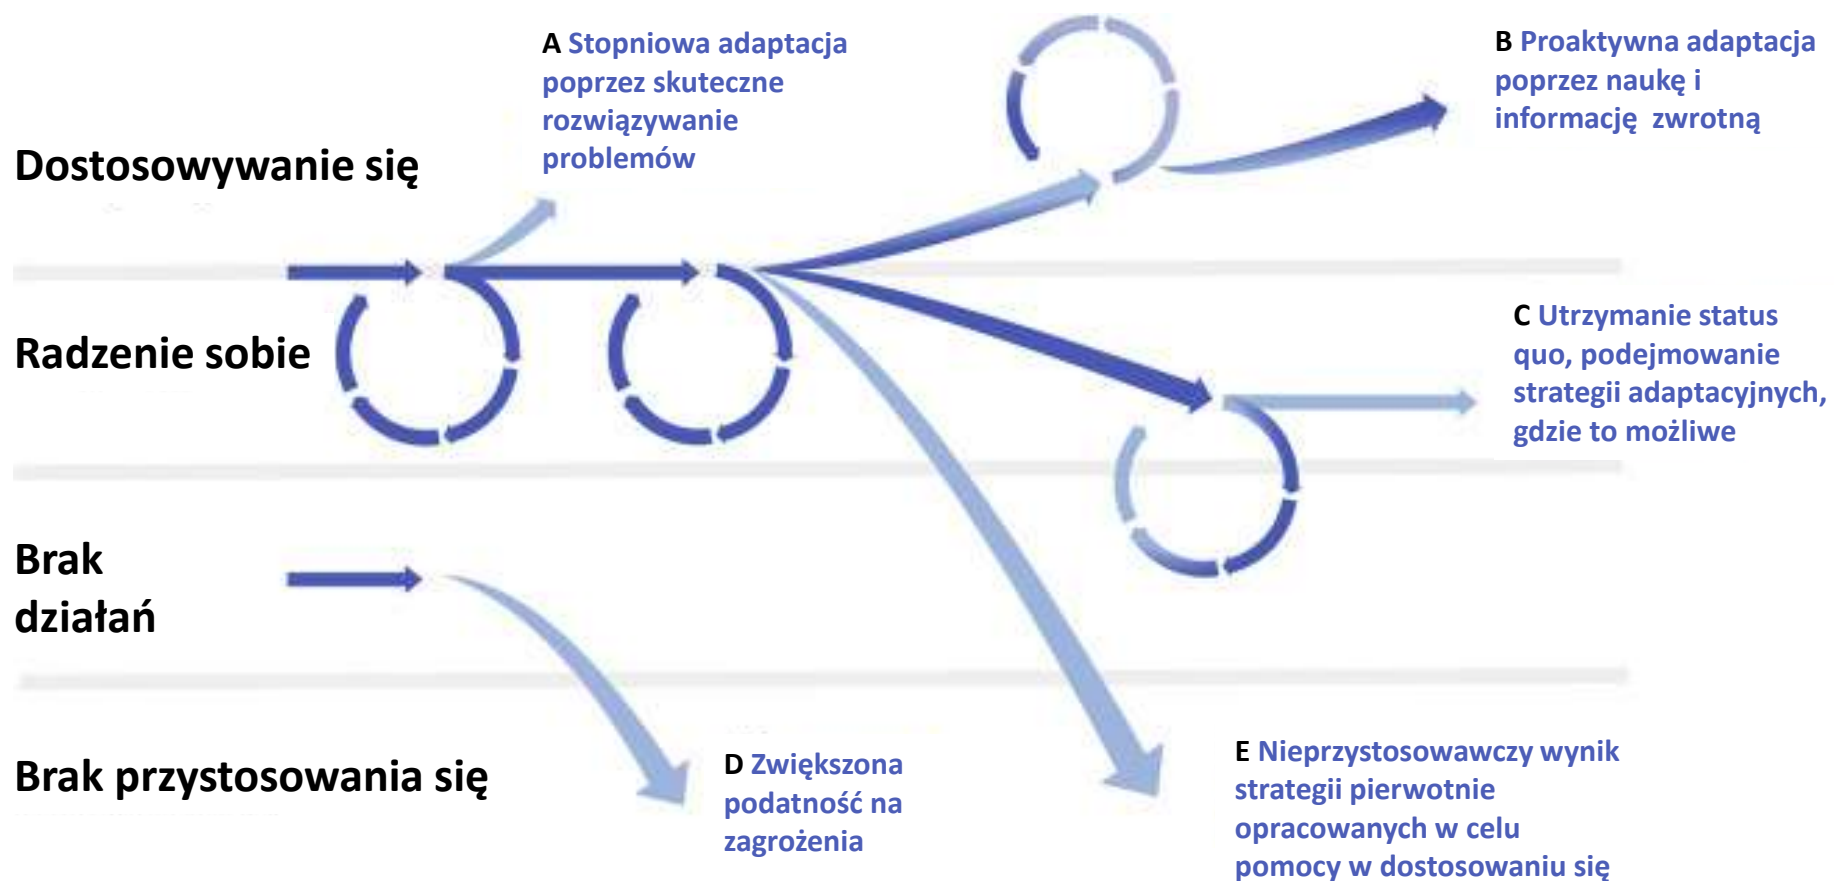 A Stopniowa adaptacja
poprzez skuteczne
rozwiązywanie
problemów
B Proaktywna adaptacja
poprzez naukę i
informację zwrotną
Dostosowywanie się
Radzenie sobie
C Utrzymanie status
quo, podejmowanie
strategii adaptacyjnych,
gdzie to możliwe
Brak
działań
Brak przystosowania się
D Zwiększona
podatność na
zagrożenia
E Nieprzystosowawczy wynik
strategii pierwotnie
opracowanych w celu
pomocy w dostosowaniu się